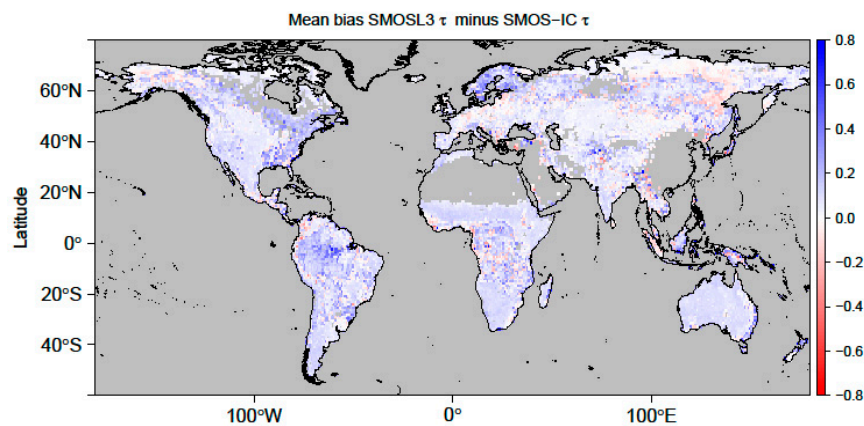 Mean bias SMOSL3 τ minus SMOS−IC τ
0.8
0.6
0.4
0.2
0.0
−0.2
−0.4
−0.6
−0.8
Latitude
60°N
40°N
20°N
0°
20°S
40°S
100°W
0°
100°E